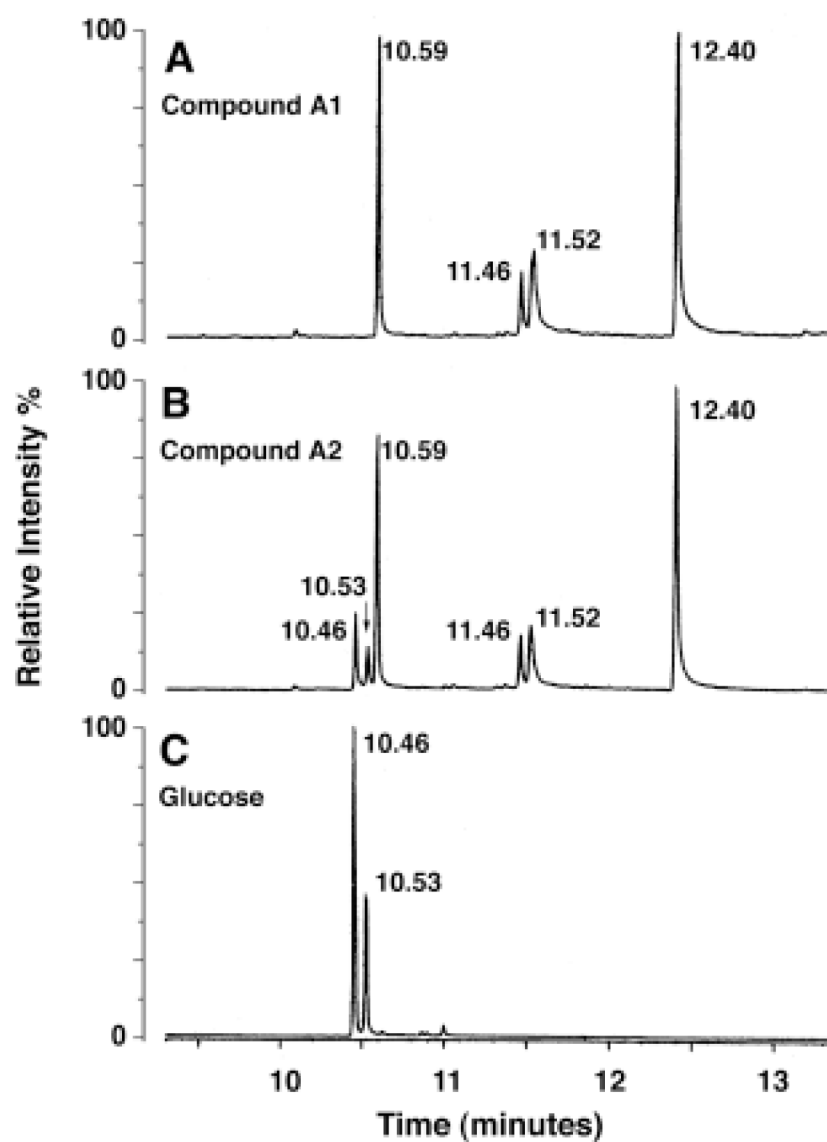 100
A
10.59
12.40
Compound A1
11.52
11.46
0
100
B
12.40
Compound A2
10.59
10.53
10.46
11.46
11.52
0
100
C
10.46
Glucose
10.53
0
10
11
12
13
Time (minutes)
Relative Intensity %